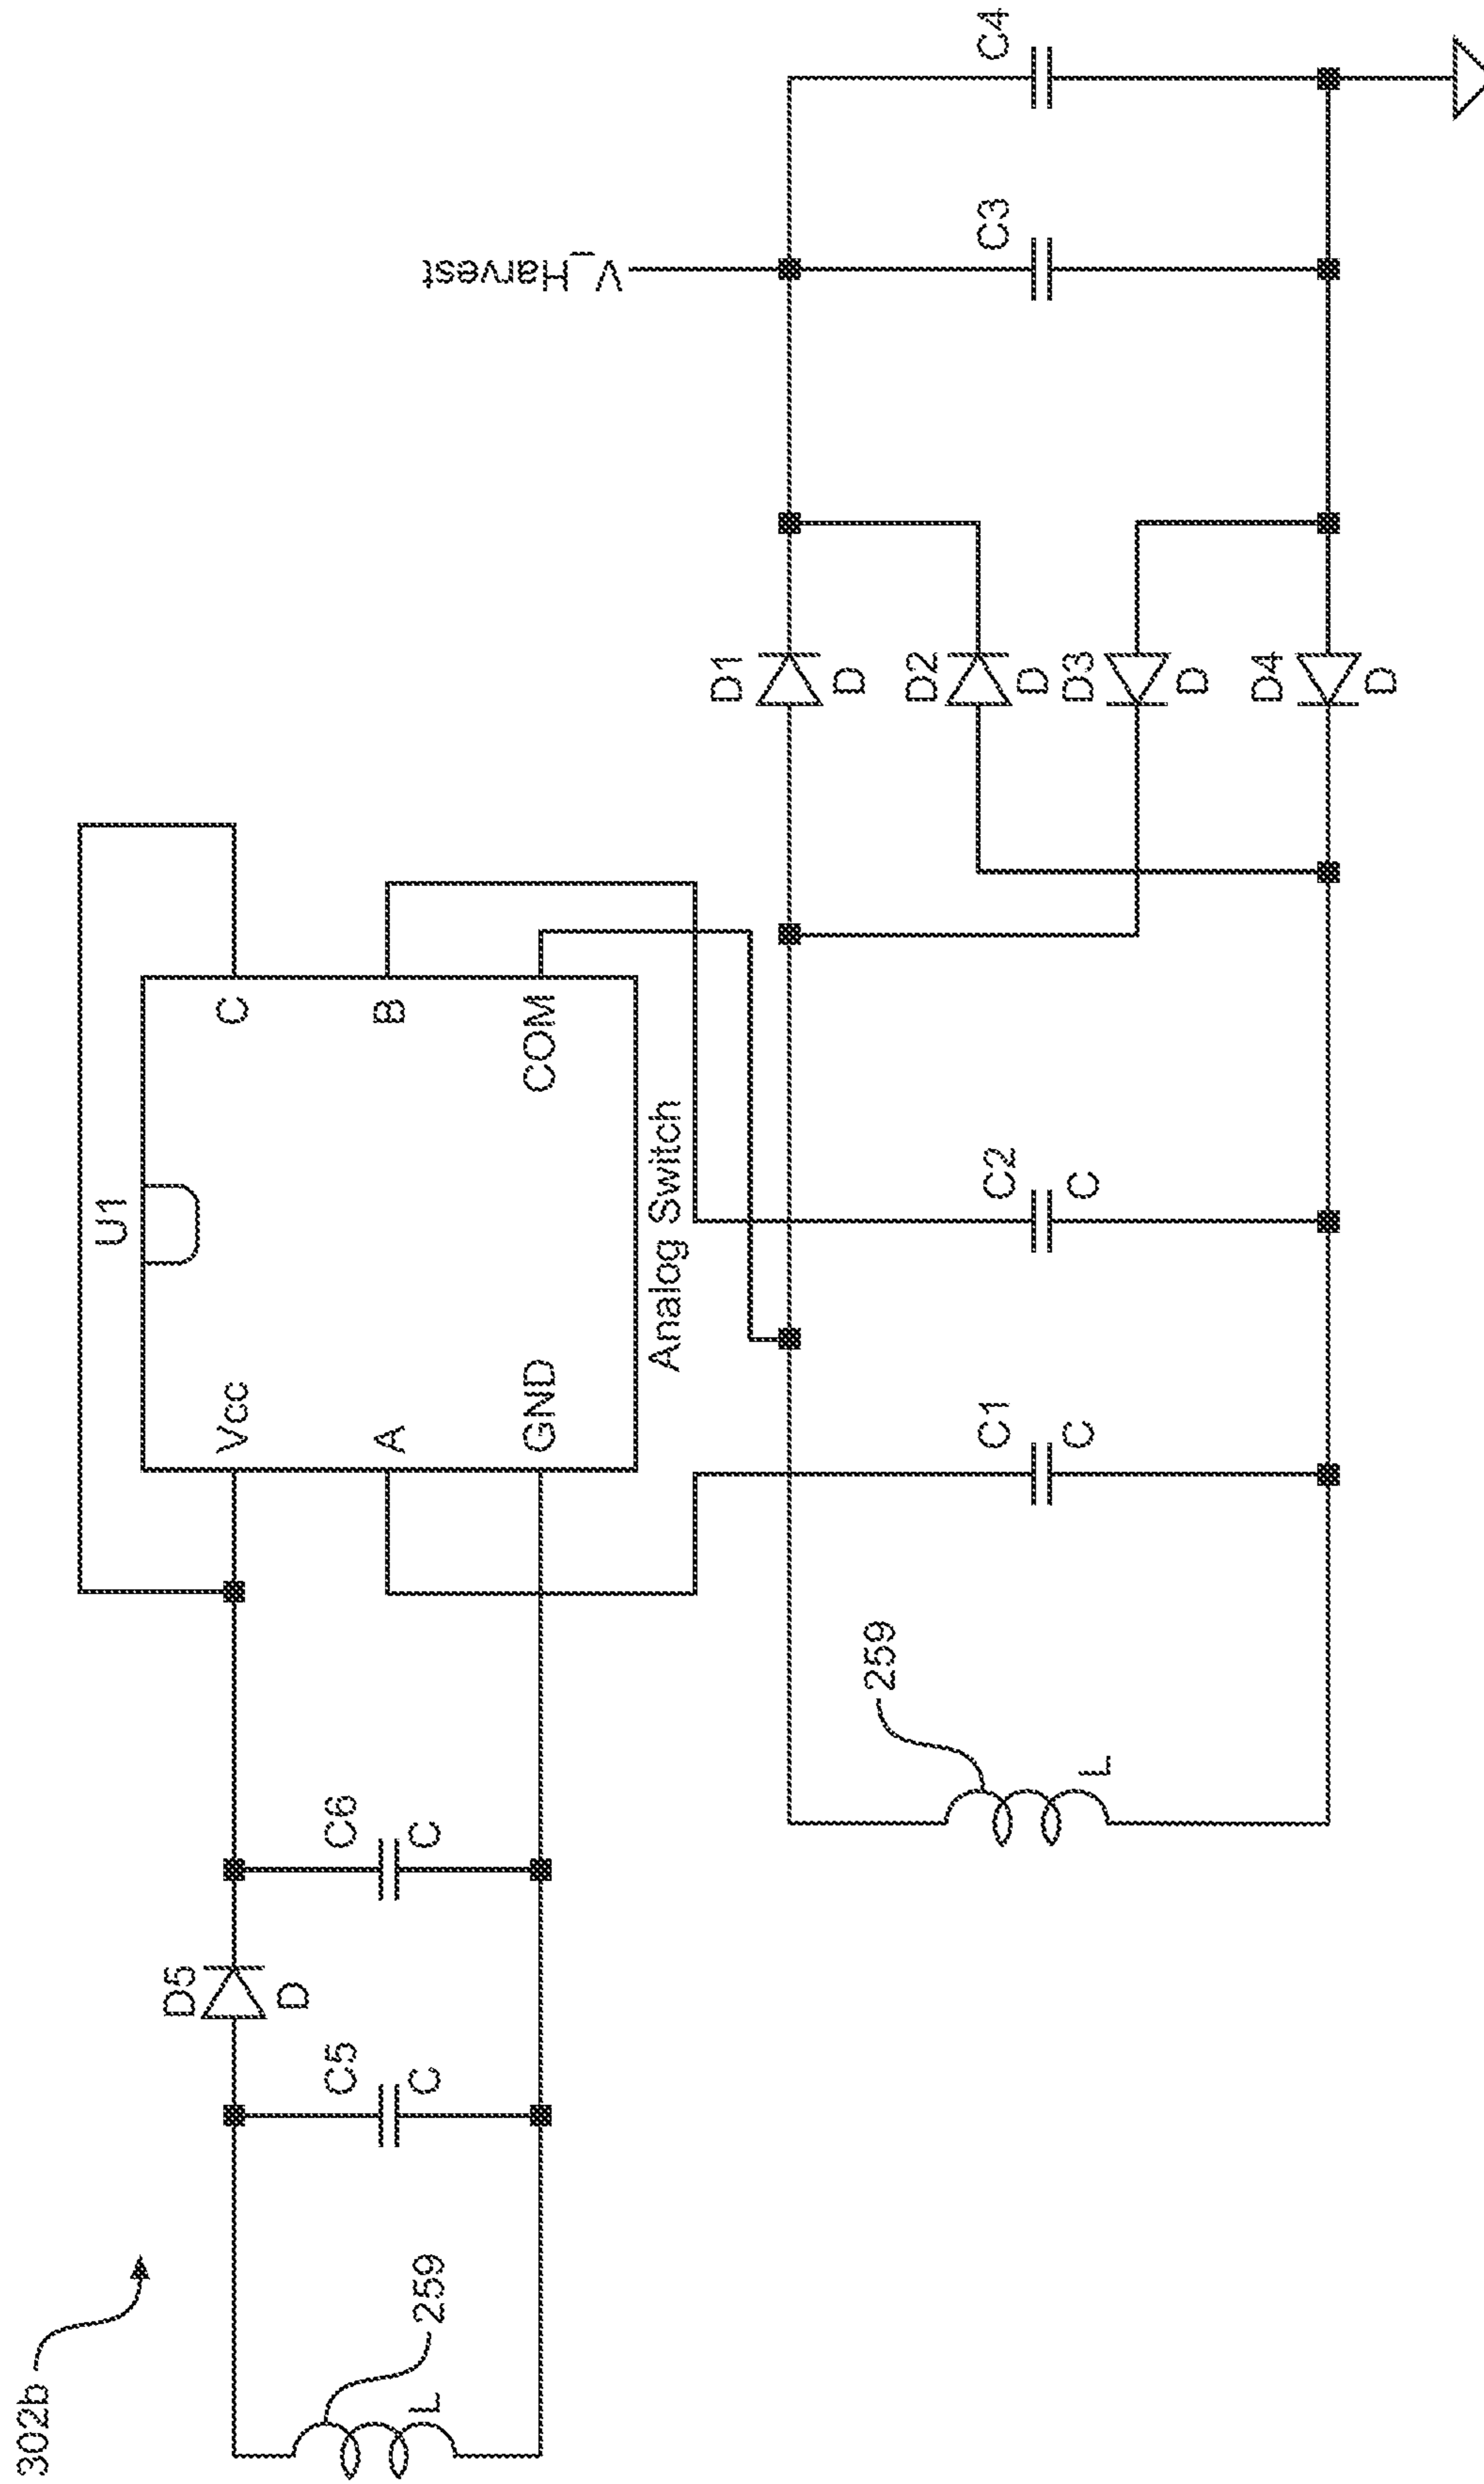 302b
259
L
C5
C
D5
D
C6
C
U1
Vcc
C
A
B
GND
COM
Analog Switch
259
L
C1
C
C2
C
D1
D
D2
D
D3
D
D4
D
V_Harvest
C3
C4